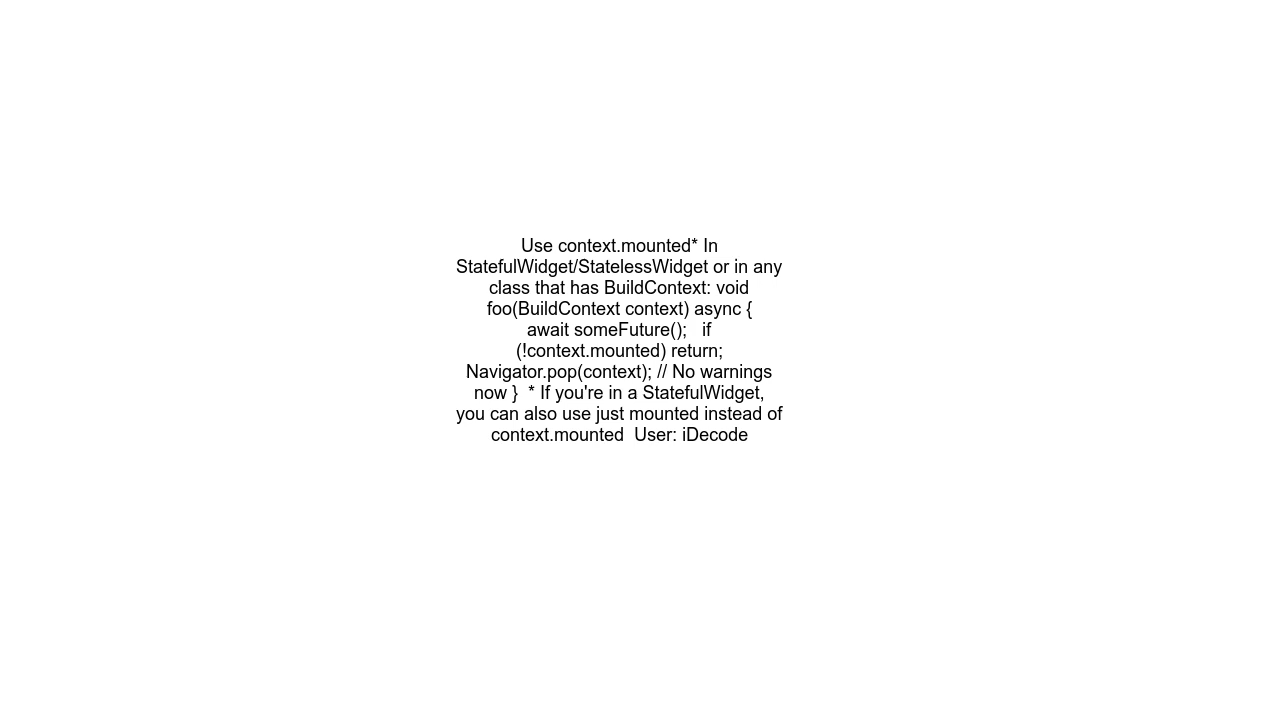 Use context.mounted* In
StatefulWidget/StatelessWidget or in any
class that has BuildContext: void
foo(BuildContext context) async {
await someFuture();   if
(!context.mounted) return;
Navigator.pop(context); // No warnings
now }  * If you're in a StatefulWidget,
you can also use just mounted instead of
context.mounted  User: iDecode